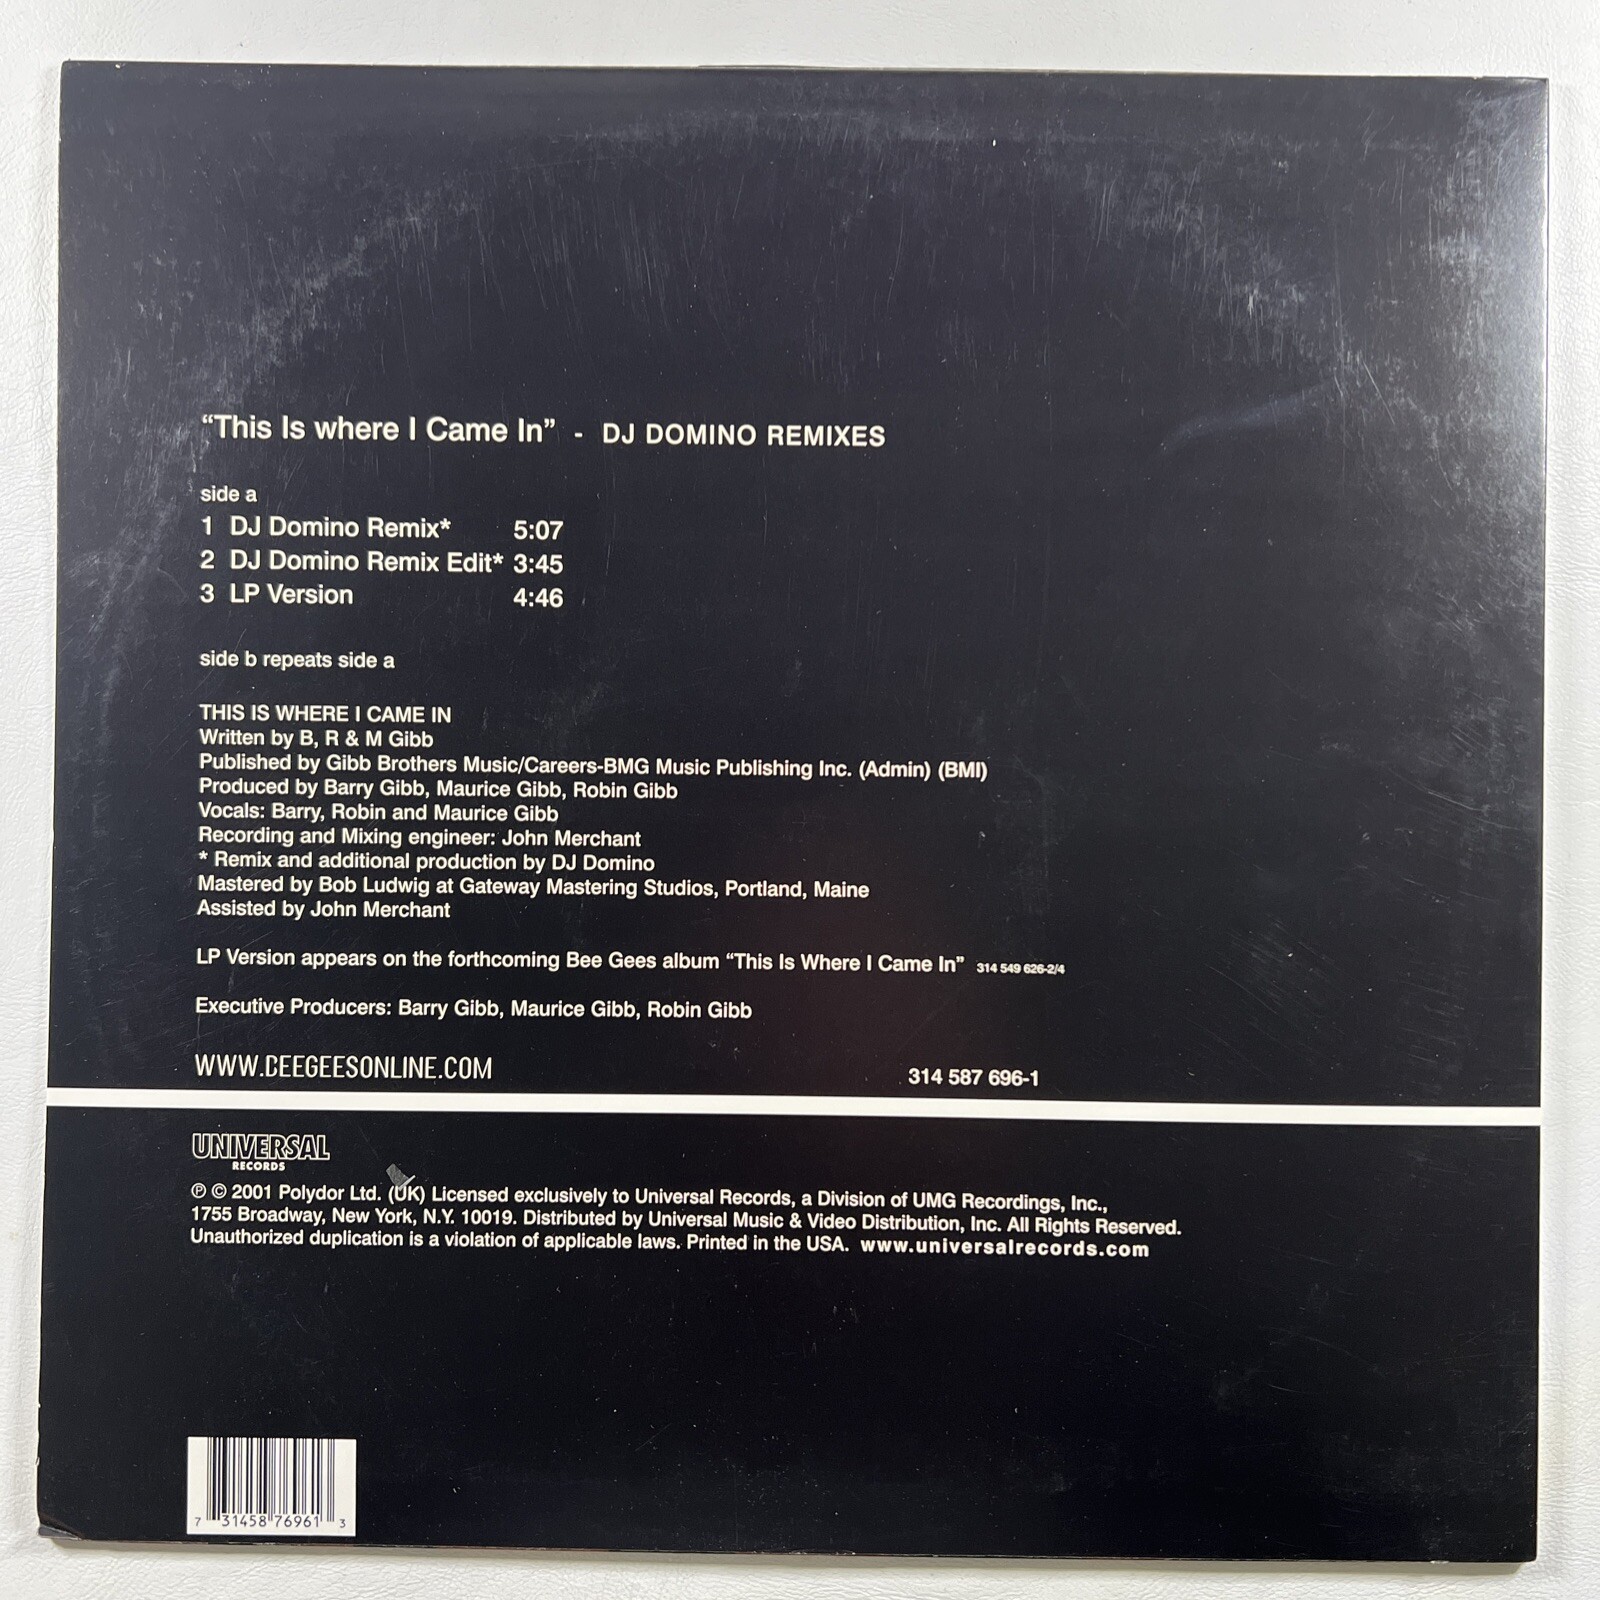 “This Is where I Came In” - DJ DOMINO REMIXES
side a
1 DJ Domino Remix* 5:07
2 DJ Domino Remix Edit* 3:45
3 LP Version 4:46
side b repeats side a
THIS IS WHERE I CAME IN
Written by B, R & M Gibb
Published by Gibb Brothers Music/Careers-BMG Music Publishing Inc. (Admin) (BMI)
Produced by Barry Gibb, Maurice Gibb, Robin Gibb
Vocals: Barry, Robin and Maurice Gibb
Recording and Mixing engineer: John Merchant
* Remix and additional production by DJ Domino
Mastered by Bob Ludwig at Gateway Mastering Studios, Portland, Maine
Assisted by John Merchant
LP Version appears on the forthcoming Bee Gees album “This Is Where I Came In” 314 549 626-2/4
Executive Producers: Barry Gibb, Maurice Gibb, Robin Gibb
WWW.BEEGEESONLINE.COM 314 587 696-1
UNIVERSAL
RECORDS
℗ © 2001 Polydor Ltd. (UK) Licensed exclusively to Universal Records, a Division of UMG Recordings, Inc.,
1755 Broadway, New York, N.Y. 10019. Distributed by Universal Music & Video Distribution, Inc. All Rights Reserved.
Unauthorized duplication is a violation of applicable laws. Printed in the USA. www.universalrecords.com
7 31458 76961 3